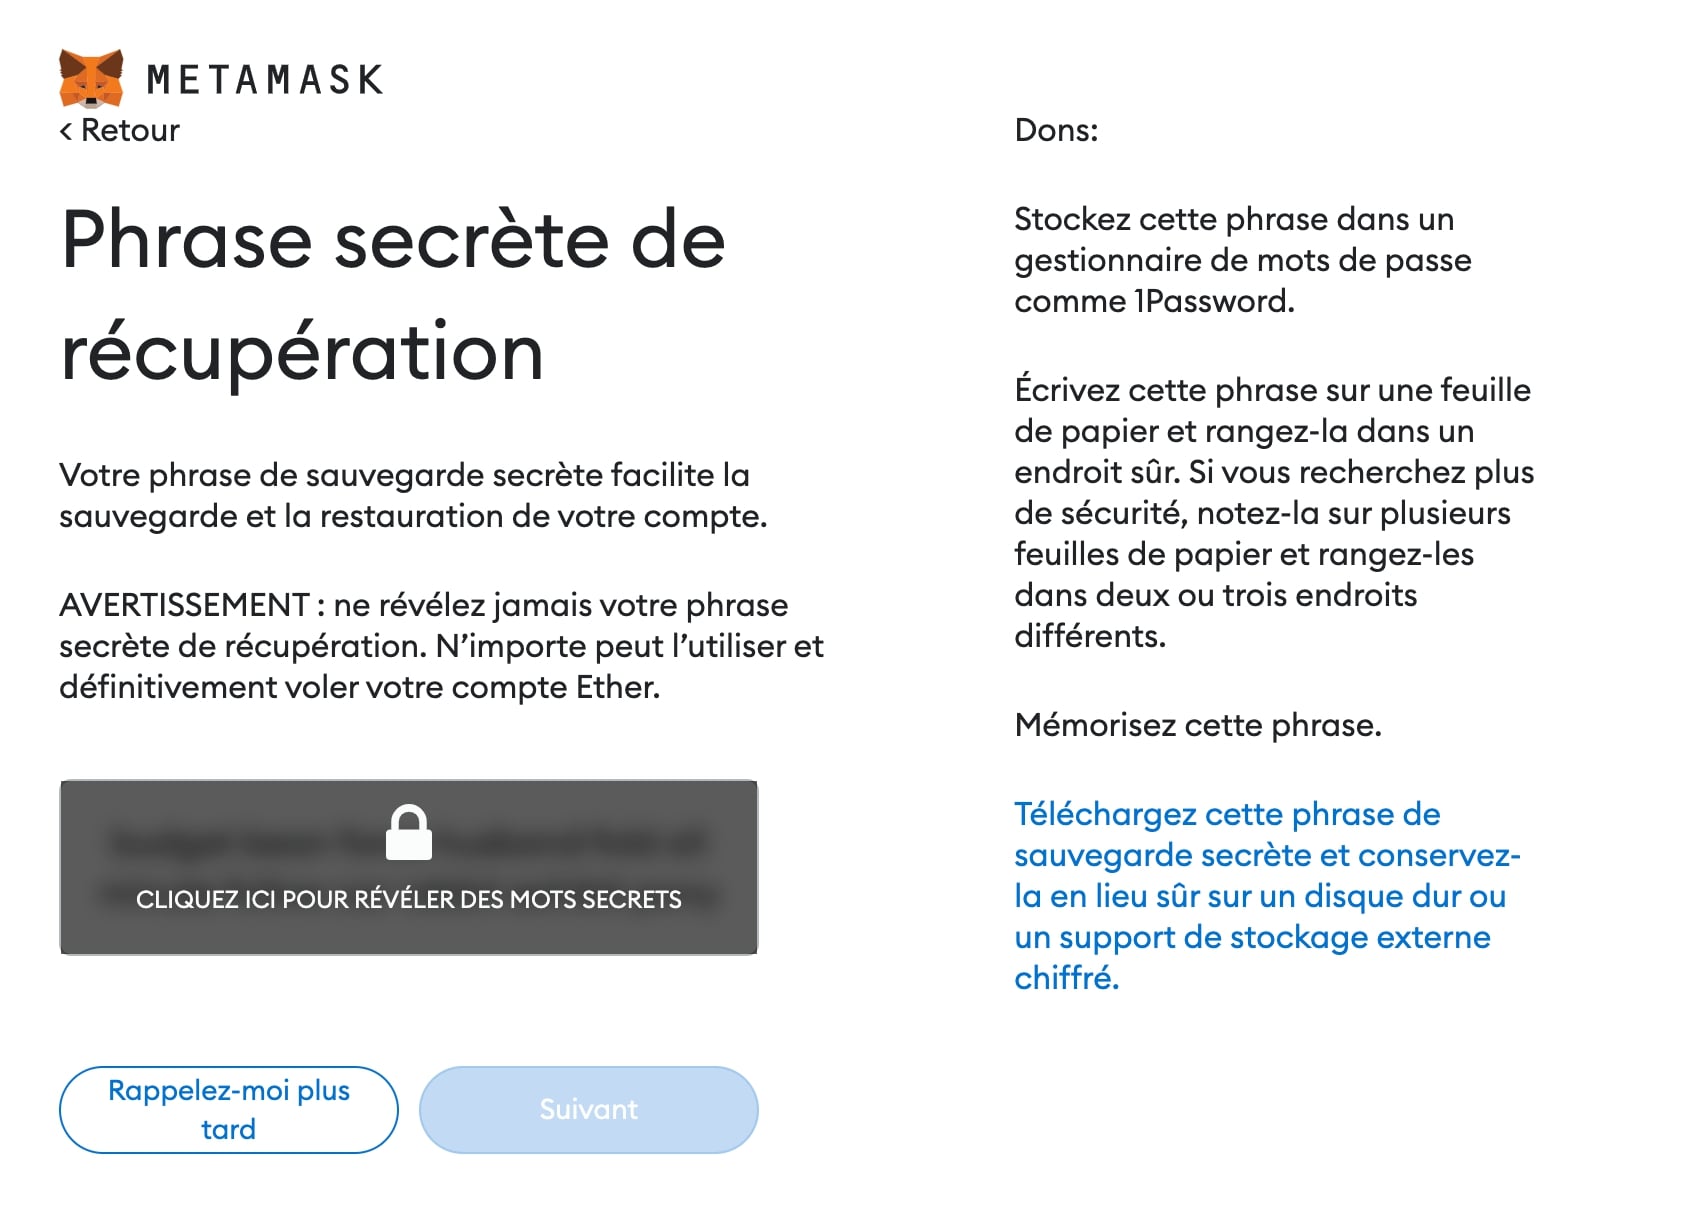 METAMASK
< Retour
Phrase secrète de
récupération
Votre phrase de sauvegarde secrète facilite la
sauvegarde et la restauration de votre compte.
AVERTISSEMENT : ne révélez jamais votre phrase
secrète de récupération. N’importe peut l’utiliser et
définitivement voler votre compte Ether.
CLIQUEZ ICI POUR RÉVÉLER DES MOTS SECRETS
Rappelez-moi plus
tard
Suivant
Dons:
Stockez cette phrase dans un
gestionnaire de mots de passe
comme 1Password.
Écrivez cette phrase sur une feuille
de papier et rangez-la dans un
endroit sûr. Si vous recherchez plus
de sécurité, notez-la sur plusieurs
feuilles de papier et rangez-les
dans deux ou trois endroits
différents.
Mémorisez cette phrase.
Téléchargez cette phrase de
sauvegarde secrète et conservez-
la en lieu sûr sur un disque dur ou
un support de stockage externe
chiffré.